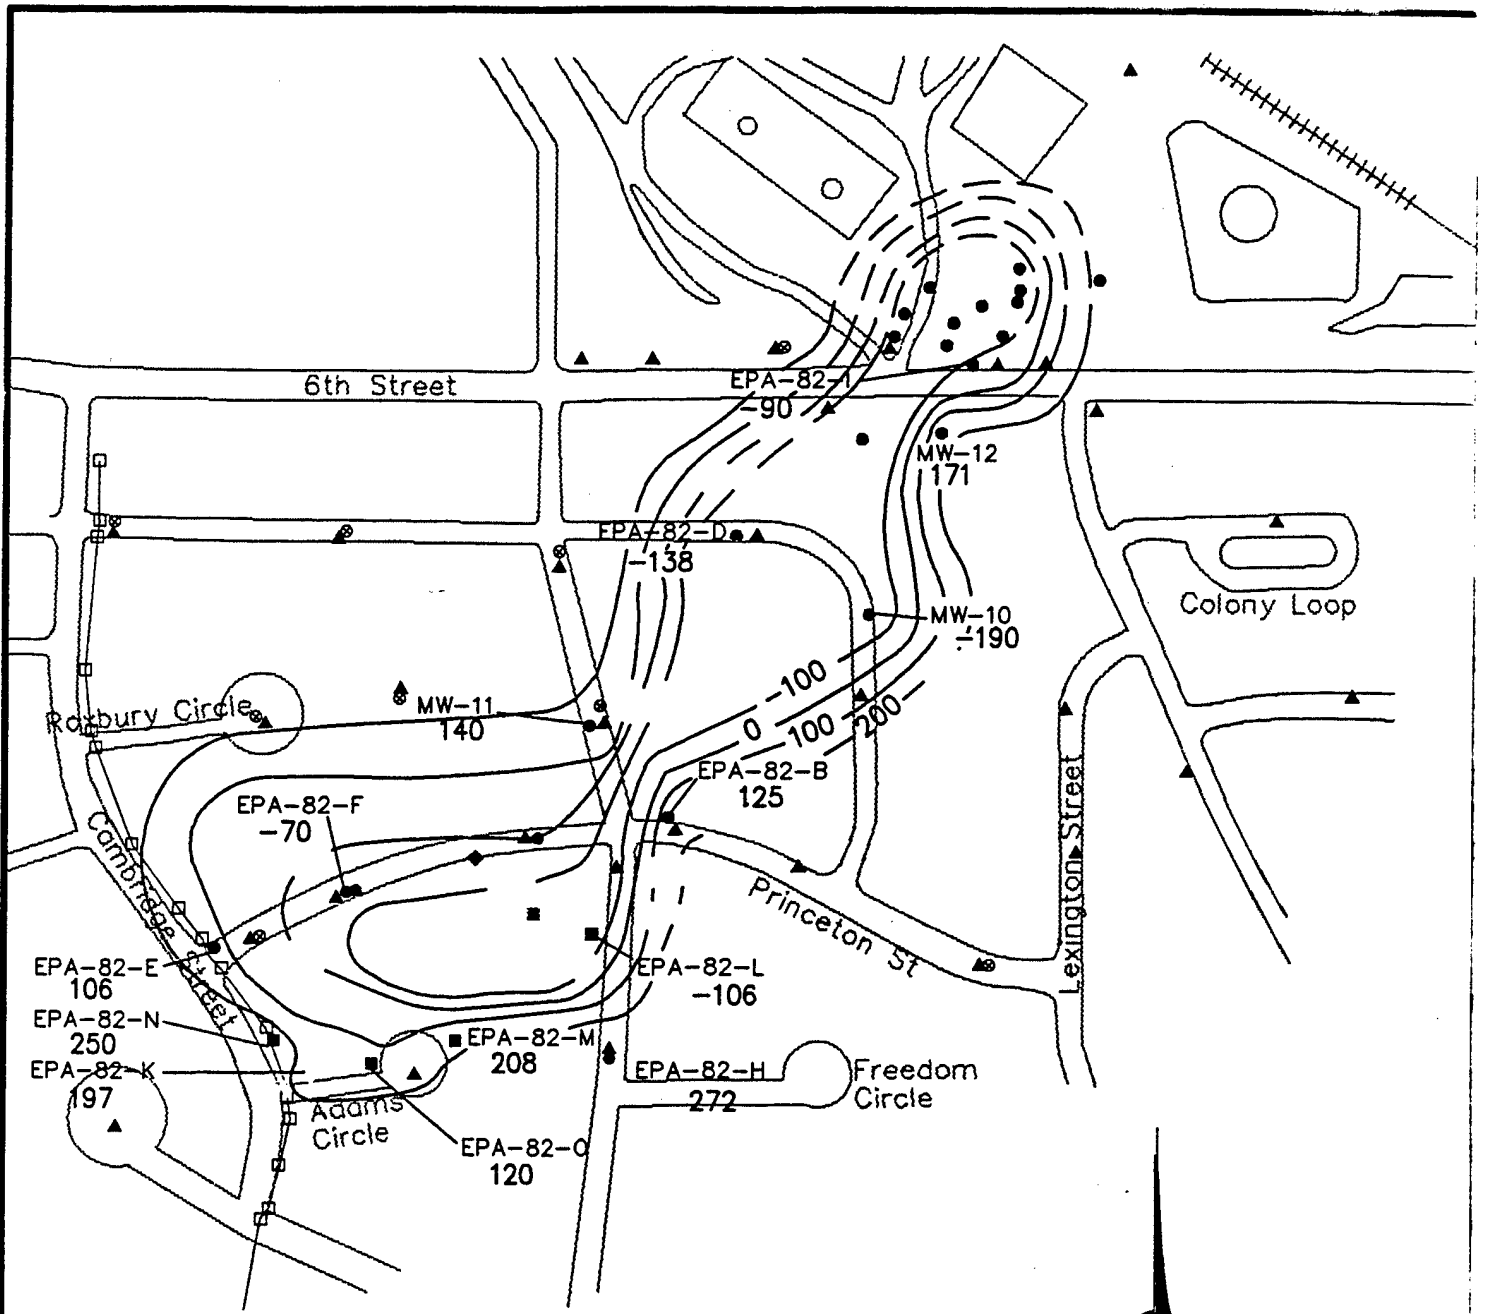 6th Street
EPA-82-1
-90
MW-12
171
EPA-82-D
-138
Colony Loop
MW-10
-190
-100
0
100
-200
Roxbury Circle
MW-11
140
EPA-82-B
125
EPA-82-F
-70
Cambridge Street
Lexington Street
Princeton St
EPA-82-E
106
EPA-82-L
-106
EPA-82-N
250
EPA-82-M
208
EPA-82-K
197
EPA-82-H
272
Freedom
Circle
Adams
Circle
EPA-82-O
120